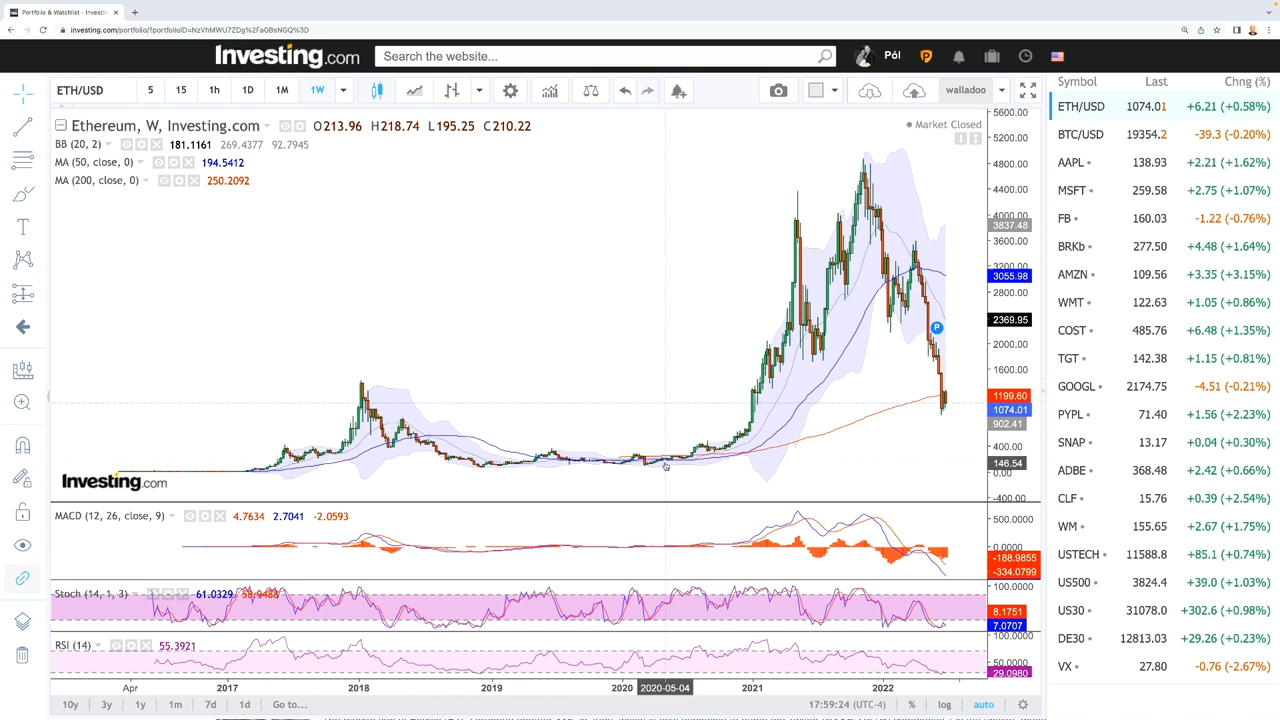 Portfolio & Watchlist - Investin
investing.com/portfolio/?portfolioID=NzVhMWU7ZDg%2FaGBsNGQ%3D
Investing.com Search the website... Pól
ETH/USD 5 15 1h 1D 1M 1W walladoo
Symbol Last Chng (%)
Ethereum, W, Investing.com O213.96 H218.74 L195.25 C210.22
Market Closed
BB (20, 2) 181.1161 269.4377 92.7945
MA (50, close, 0) 194.5412
MA (200, close, 0) 250.2092
5600.00
5200.00
4800.00
4400.00
4000.00
3837.48
3600.00
3200.00
3055.98
2800.00
2369.95
P
2000.00
1600.00
1199.60
1074.01
902.41
400.00
146.54
0.00
-400.00
Investing.com
MACD (12, 26, close, 9) 4.7634 2.7041 -2.0593
500.0000
0.0000
-188.9855
-334.0799
Stoch (14, 1, 3) 61.0329
100.0000
8.1751
7.0707
RSI (14) 55.3921
100.0000
50.0000
29.0980
Apr 2017 2018 2019 2020 2020-05-04 2021 2022
10y 3y 1y 1m 7d 1d Go to... 17:59:24 (UTC-4) % log auto
ETH/USD 1074.01 +6.21 (+0.58%)
BTC/USD 19354.2 -39.3 (-0.20%)
AAPL 138.93 +2.21 (+1.62%)
MSFT 259.58 +2.75 (+1.07%)
FB 160.03 -1.22 (-0.76%)
BRKb 277.50 +4.48 (+1.64%)
AMZN 109.56 +3.35 (+3.15%)
WMT 122.63 +1.05 (+0.86%)
COST 485.76 +6.48 (+1.35%)
TGT 142.38 +1.15 (+0.81%)
GOOGL 2174.75 -4.51 (-0.21%)
PYPL 71.40 +1.56 (+2.23%)
SNAP 13.17 +0.04 (+0.30%)
ADBE 368.48 +2.42 (+0.66%)
CLF 15.76 +0.39 (+2.54%)
WM 155.65 +2.67 (+1.75%)
USTECH 11588.8 +85.1 (+0.74%)
US500 3824.4 +39.0 (+1.03%)
US30 31078.0 +302.6 (+0.98%)
DE30 12813.03 +29.26 (+0.23%)
VX 27.80 -0.76 (-2.67%)